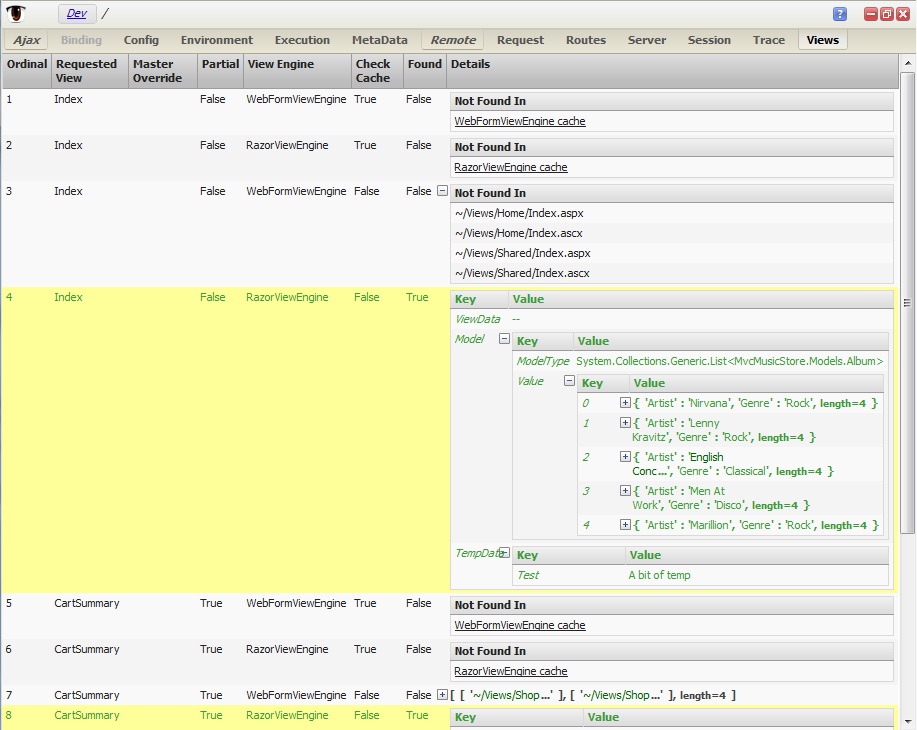 Dev /
?
Ajax Binding Config Environment Execution MetaData Remote Request Routes Server Session Trace Views
Ordinal Requested View Master Override Partial View Engine Check Cache Found Details
1 Index False WebFormViewEngine True False Not Found In
WebFormViewEngine cache
2 Index False RazorViewEngine True False Not Found In
RazorViewEngine cache
3 Index False WebFormViewEngine False False Not Found In
~/Views/Home/Index.aspx
~/Views/Home/Index.ascx
~/Views/Shared/Index.aspx
~/Views/Shared/Index.ascx
4 Index False RazorViewEngine False True Key Value
ViewData --
Model Key Value
ModelType System.Collections.Generic.List<MvcMusicStore.Models.Album>
Value Key Value
0 { 'Artist' : 'Nirvana', 'Genre' : 'Rock', length=4 }
1 { 'Artist' : 'Lenny
Kravitz', 'Genre' : 'Rock', length=4 }
2 { 'Artist' : 'English
Conc...', 'Genre' : 'Classical', length=4 }
3 { 'Artist' : 'Men At
Work', 'Genre' : 'Disco', length=4 }
4 { 'Artist' : 'Marillion', 'Genre' : 'Rock', length=4 }
TempData Key Value
Test A bit of temp
5 CartSummary True WebFormViewEngine True False Not Found In
WebFormViewEngine cache
6 CartSummary True RazorViewEngine True False Not Found In
RazorViewEngine cache
7 CartSummary True WebFormViewEngine False False [ [ '~/Views/Shop...' ], [ '~/Views/Shop...' ], length=4 ]
8 CartSummary True RazorViewEngine False True Key Value